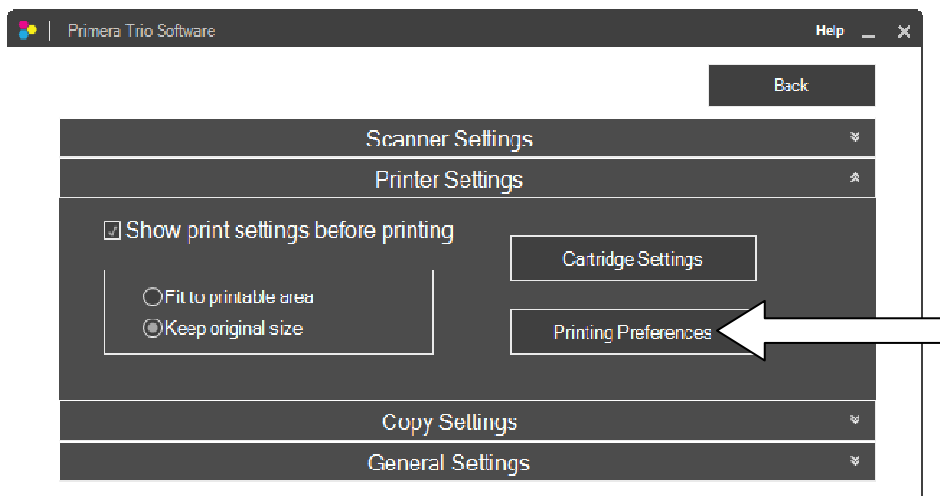 Primera Trio Software
Help
Back
Scanner Settings
Printer Settings
Show print settings before printing
Cartridge Settings
Fit to printable area
Keep original size
Printing Preferences
Copy Settings
General Settings